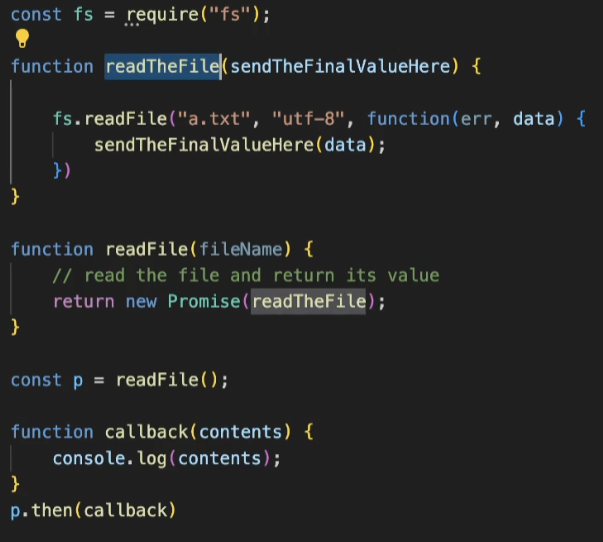 const fs = require("fs");
function readTheFile(sendTheFinalValueHere) {
fs.readFile("a.txt", "utf-8", function(err, data) {
sendTheFinalValueHere(data);
})
}
function readFile(fileName) {
// read the file and return its value
return new Promise(readTheFile);
}
const p = readFile();
function callback(contents) {
console.log(contents);
}
p.then(callback)